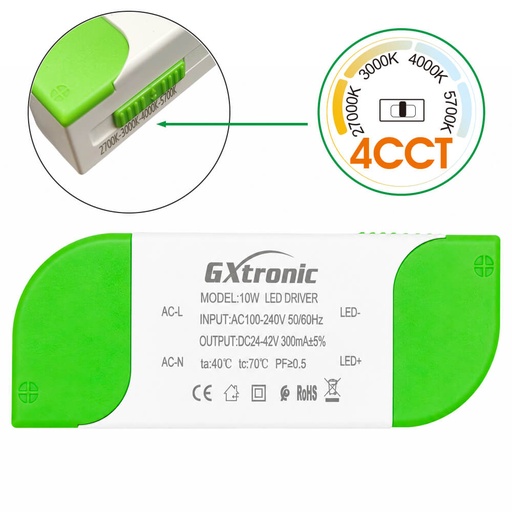 2700K-3000K-4000K-5700K
27000K
3000K
4000K
5700K
4CCT
GXtronic
MODEL:10W LED DRIVER
AC-L
INPUT:AC100-240V 50/60Hz
LED-
OUTPUT:DC24-42V 300mA±5%
AC-N
ta:40℃ tc:70℃ PF≥0.5
LED+
CE
RoHS